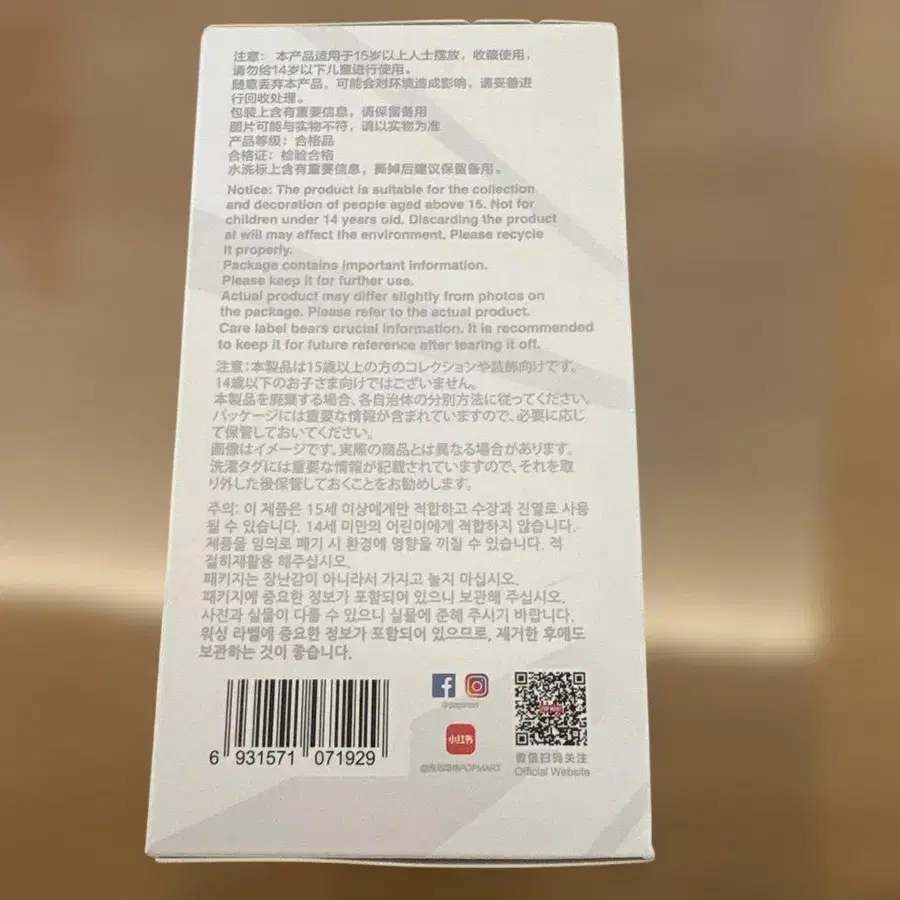 注意： 本产品适用于15岁以上人士摆放，收藏使用，
请勿给14岁以下儿童进行使用。
随意丢弃本产品，可能会对环境造成影响，请妥善进
行回收处理。
包装上含有重要信息，请保留备用
图片可能与实物不符，请以实物为准
产品等级：合格品
合格证：检验合格
水洗标上含有重要信息，撕掉后建议保留备用。
Notice: The product is suitable for the collection
and decoration of people aged above 15. Not for
children under 14 years old. Discarding the product
at will may affect the environment. Please recycle
it properly.
Package contains important information.
Please keep it for further use.
Actual product may differ slightly from photos on
the package. Please refer to the actual product.
Care label bears crucial information. It is recommended
to keep it for future reference after tearing it off.
注意：本製品は15歳以上の方のコレクションや装飾向けです。
14歳以下のお子さま向けではございません。
本製品を廃棄する場合、各自治体の分別方法に従ってください。
パッケージには重要な情報が含まれていますので、必要に応じ
て保管しておいてください。
画像はイメージです。実際の商品とは異なる場合があります。
洗濯タグには重要な情報が記載されていますので、それを取
り外した後保管しておくことをお勧めします。
주의: 이 제품은 15세 이상에게만 적합하고 수장과 진열로 사용
될 수 있습니다. 14세 미만의 어린이에게 적합하지 않습니다.
제품을 임의로 폐기 시 환경에 영향을 끼칠 수 있습니다. 적
절히재활용 해주십시오.
패키지는 장난감이 아니라서 가지고 놀지 마십시오.
패키지에 중요한 정보가 포함되어 있으니 보관해 주십시오.
사진과 실물이 다를 수 있으니 실물에 준해 주시기 바랍니다.
워싱 라벨에 중요한 정보가 포함되어 있으므로, 제거한 후에도
보관하는 것이 좋습니다.
6 931571 071929
@popmart
小红书
@泡泡玛特POPMART
POP MART
微信扫码关注
Official Website